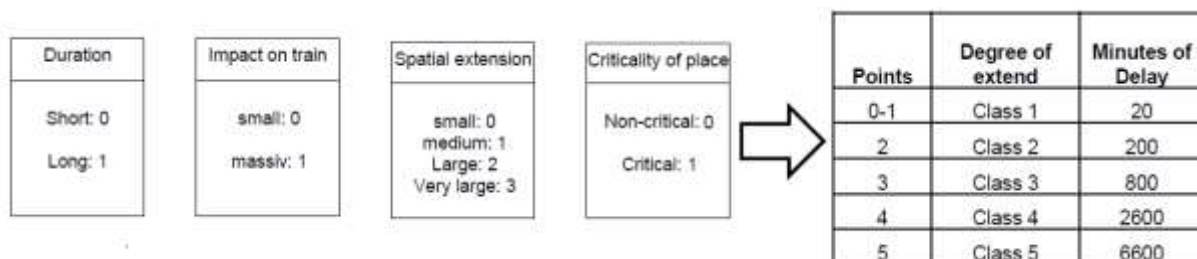 Duration
Short: 0
Long: 1
Impact on train
small: 0
massiv: 1
Spatial extension
small: 0
medium: 1
Large: 2
Very large: 3
Criticality of place
Non-critical: 0
Critical: 1
Points Degree of extend Minutes of Delay
0-1 Class 1 20
2 Class 2 200
3 Class 3 800
4 Class 4 2600
5 Class 5 6600